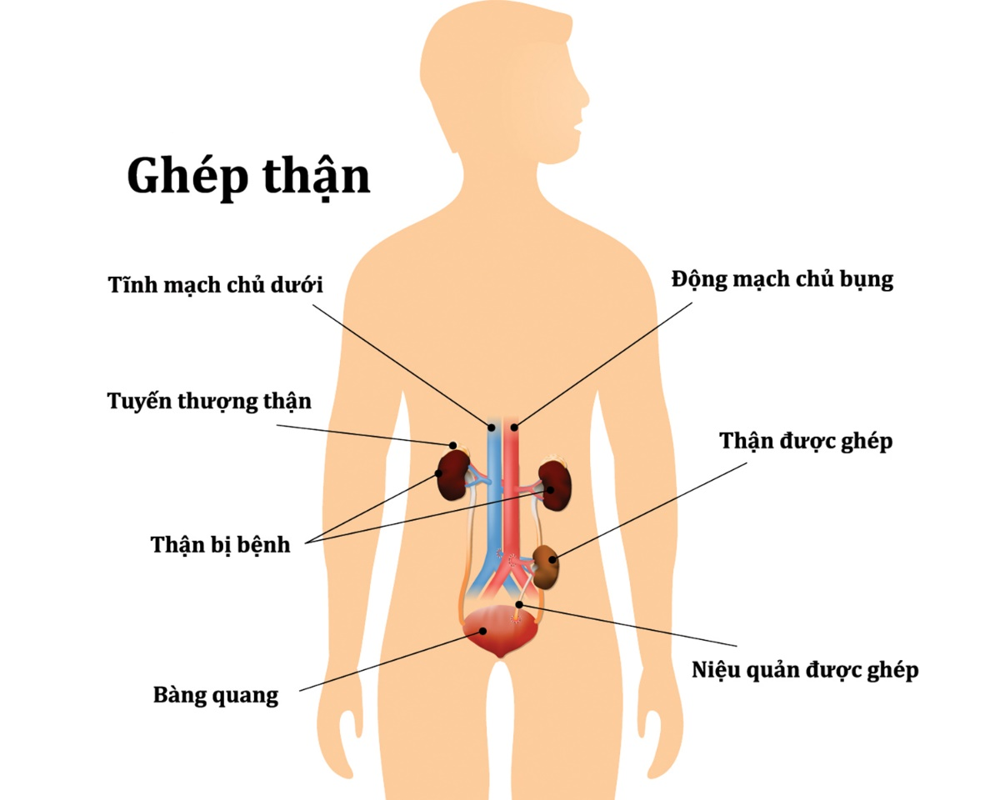 Ghép thận
Tĩnh mạch chủ dưới
Động mạch chủ bụng
Tuyến thượng thận
Thận được ghép
Thận bị bệnh
Niệu quản được ghép
Bàng quang